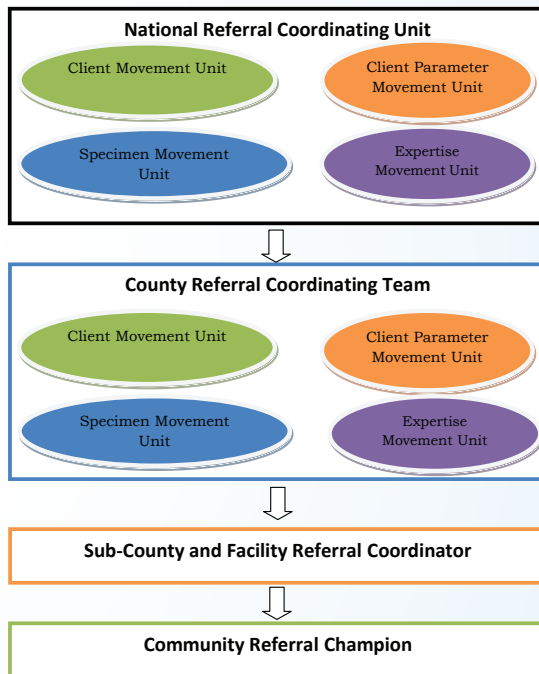 National Referral Coordinating Unit
Client Movement Unit
Client Parameter
Movement Unit
Specimen Movement
Unit
Expertise
Movement Unit
County Referral Coordinating Team
Client Movement Unit
Client Parameter
Movement Unit
Specimen Movement
Unit
Expertise
Movement Unit
Sub-County and Facility Referral Coordinator
Community Referral Champion